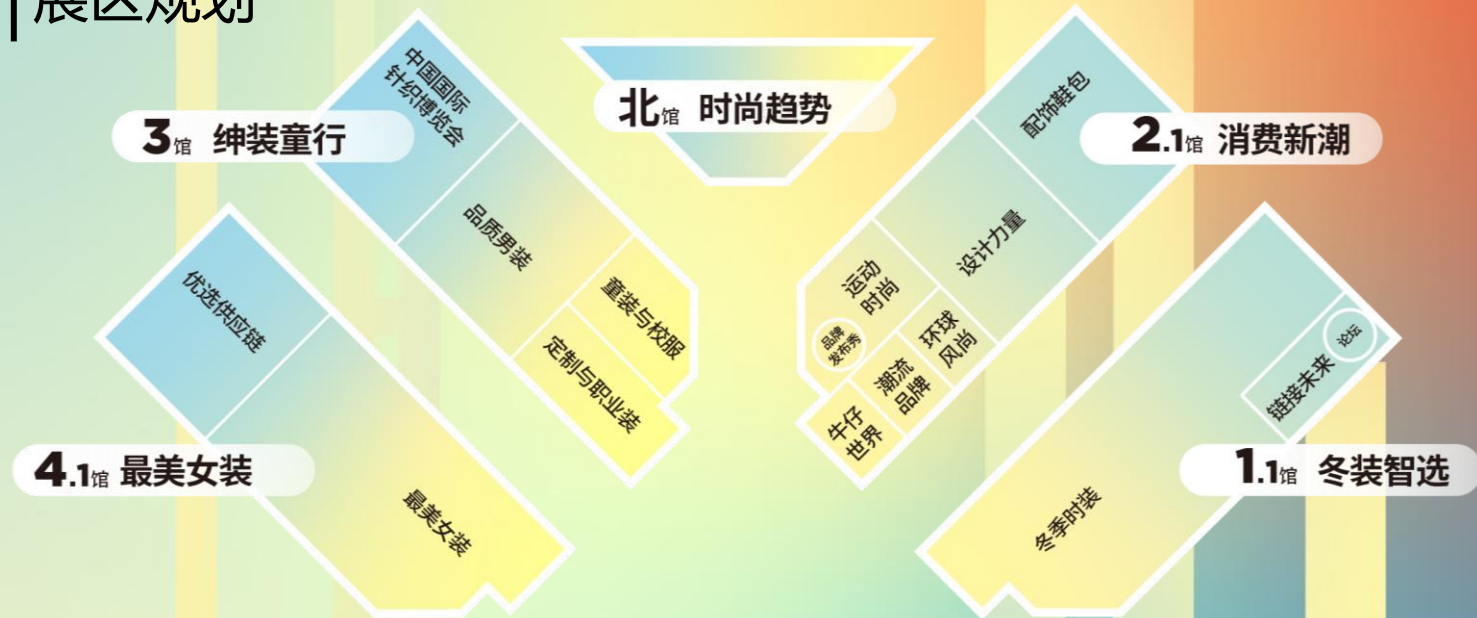 展区规划
中国国际
针织博览会
3馆 绅装童行
品质男装
童装与校服
定制与职业装
北馆 时尚趋势
配饰鞋包
2.1馆 消费新潮
设计力量
运动
时尚
品牌
发布秀
环球
风尚
潮流
品牌
牛仔
世界
优选供应链
4.1馆 最美女装
最美女装
论坛
链接未来
1.1馆 冬装智选
冬季时装